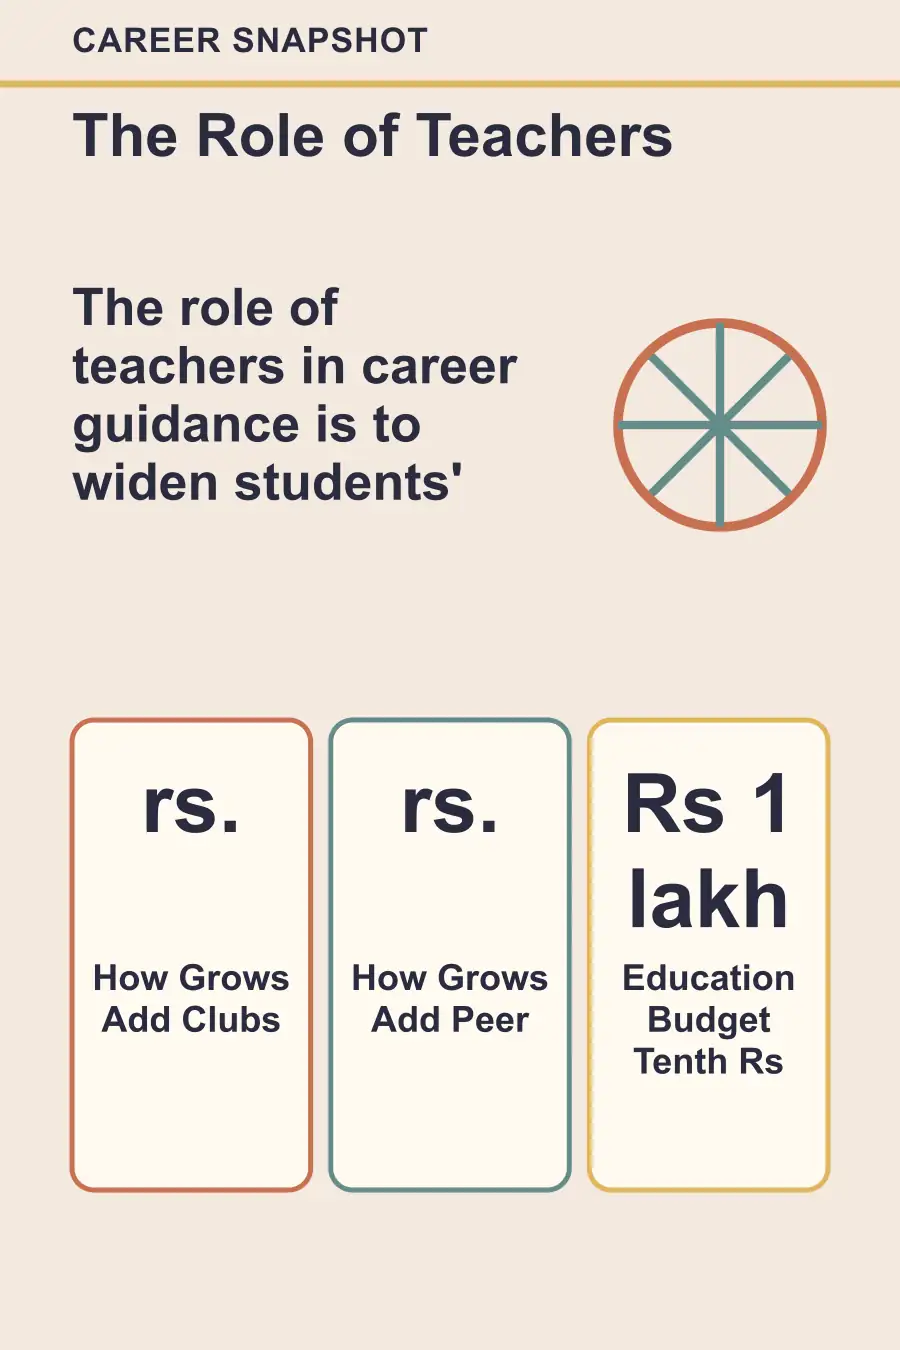 CAREER SNAPSHOT
The Role of Teachers
The role of
teachers in career
guidance is to
widen students'
rs.
How Grows
Add Clubs
rs.
How Grows
Add Peer
Rs 1
lakh
Education
Budget
Tenth Rs